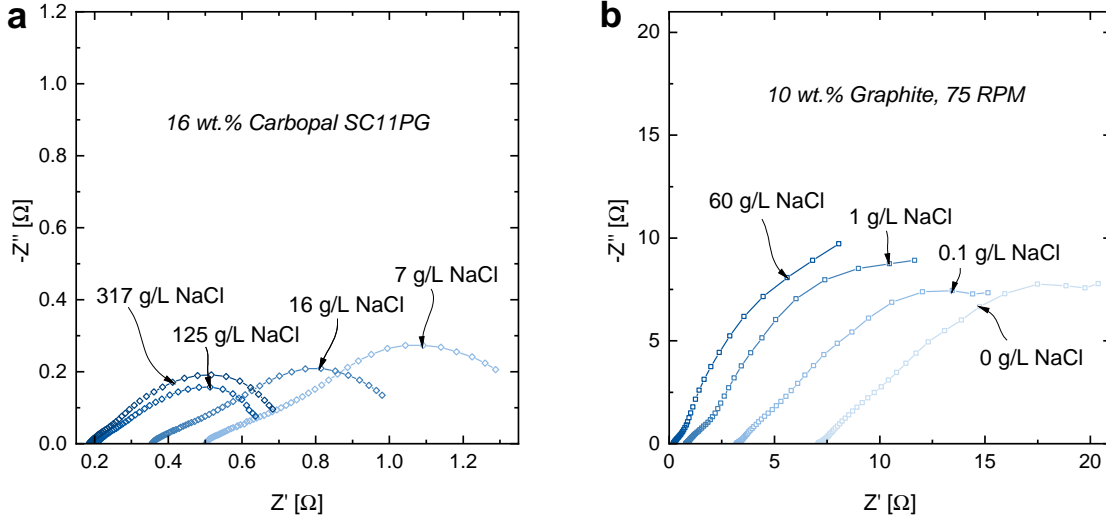 a
1.2
1.0
0.8
0.6
0.4
0.2
0.0
-Z'' [Ω]
16 wt.% Carbopal SC11PG
317 g/L NaCl
125 g/L NaCl
16 g/L NaCl
7 g/L NaCl
0.2 0.4 0.6 0.8 1.0 1.2
Z' [Ω]
b
20
15
10
5
0
-Z'' [Ω]
10 wt.% Graphite, 75 RPM
60 g/L NaCl
1 g/L NaCl
0.1 g/L NaCl
0 g/L NaCl
0 5 10 15 20
Z' [Ω]